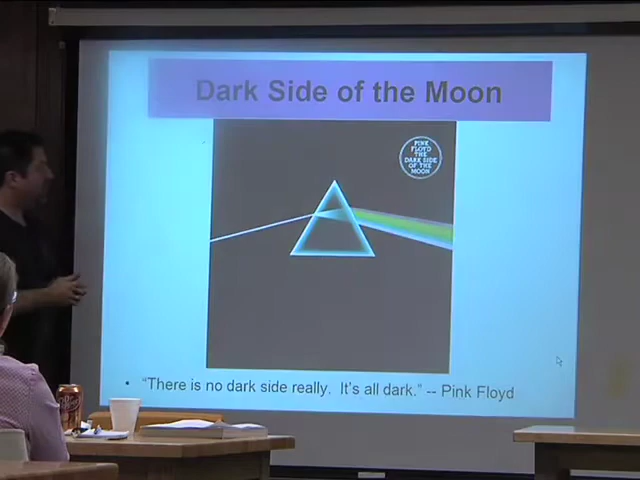 Dark Side of the Moon
PINK
FLOYD
THE
DARK SIDE
OF THE
MOON
• "There is no dark side really. It's all dark." -- Pink Floyd